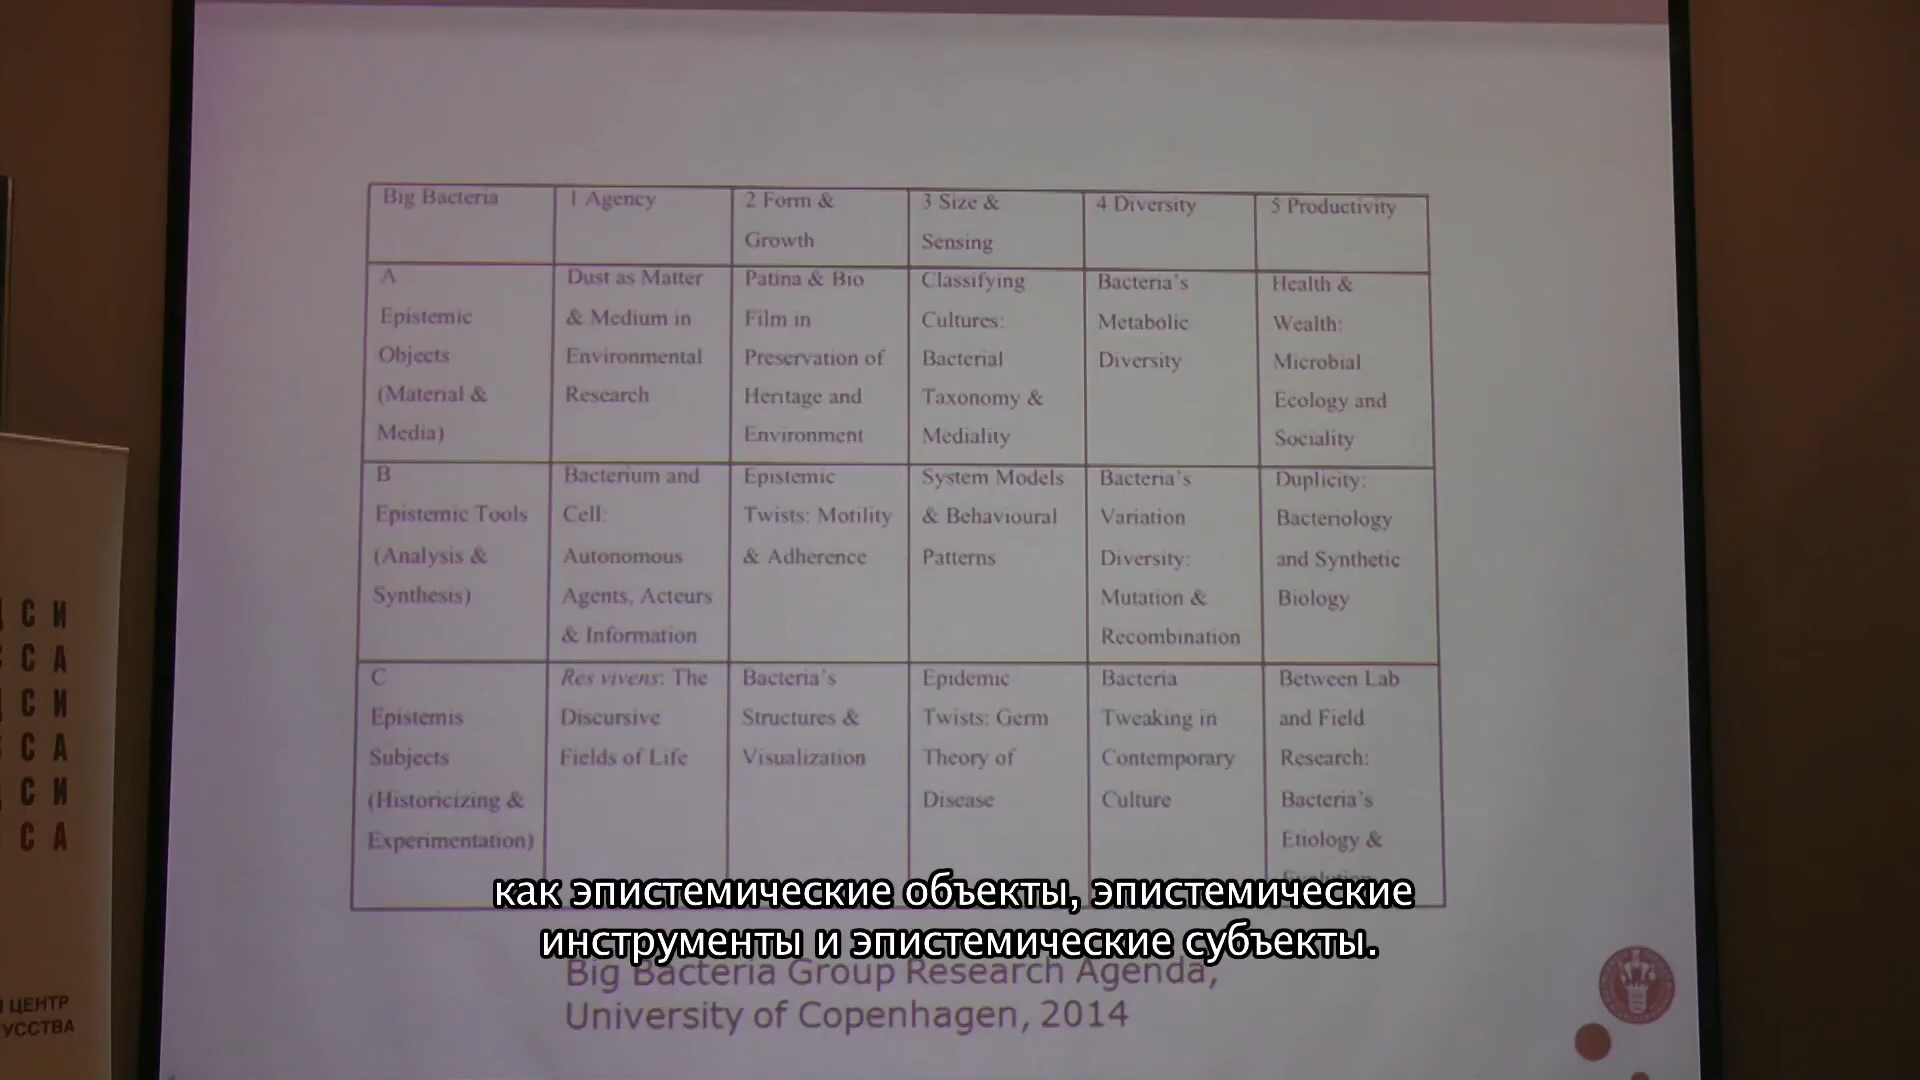 Big Bacteria
1 Agency
2 Form &
Growth
3 Size &
Sensing
4 Diversity
5 Productivity
A
Epistemic
Objects
(Material &
Media)
Dust as Matter
& Medium in
Environmental
Research
Patina & Bio
Film in
Preservation of
Heritage and
Environment
Classifying
Cultures:
Bacterial
Taxonomy &
Mediality
Bacteria's
Metabolic
Diversity
Health &
Wealth:
Microbial
Ecology and
Sociality
B
Epistemic Tools
(Analysis &
Synthesis)
Bacterium and
Cell:
Autonomous
Agents, Acteurs
& Information
Epistemic
Twists: Motility
& Adherence
System Models
& Behavioural
Patterns
Bacteria's
Variation
Diversity:
Mutation &
Recombination
Duplicity:
Bacteriology
and Synthetic
Biology
C
Epistemis
Subjects
(Historicizing &
Experimentation)
Res vivens: The
Discursive
Fields of Life
Bacteria's
Structures &
Visualization
Epidemic
Twists: Germ
Theory of
Disease
Bacteria
Tweaking in
Contemporary
Culture
Between Lab
and Field
Research:
Bacteria's
Etiology &
как эпистемические объекты, эпистемические
инструменты и эпистемические субъекты.
Big Bacteria Group Research Agenda,
University of Copenhagen, 2014
СИ
СА
СИ
СА
СИ
СА
ЦЕНТР